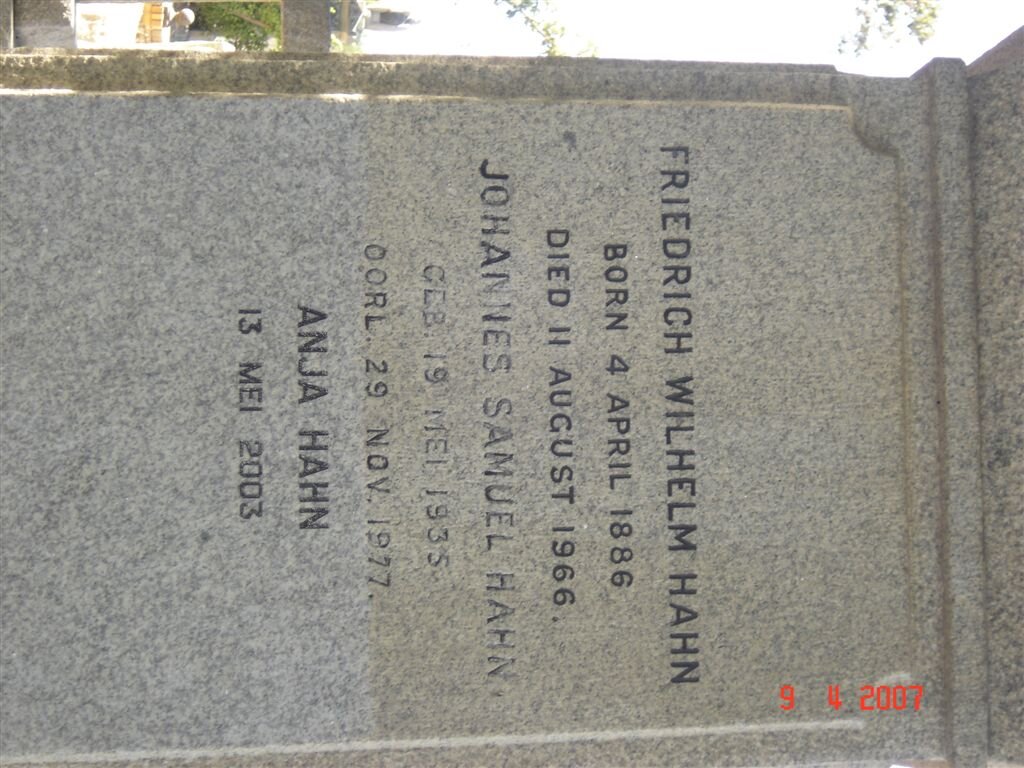 FRIEDRICH WILHELM HAHN
BORN 4 APRIL 1886
DIED 11 AUGUST 1966.
JOHANNES SAMUEL HAHN,
GEB. 19 MEI 1935.
OORL. 29 NOV. 1977.
ANJA HAHN
13 MEI 2003
9 4 2007